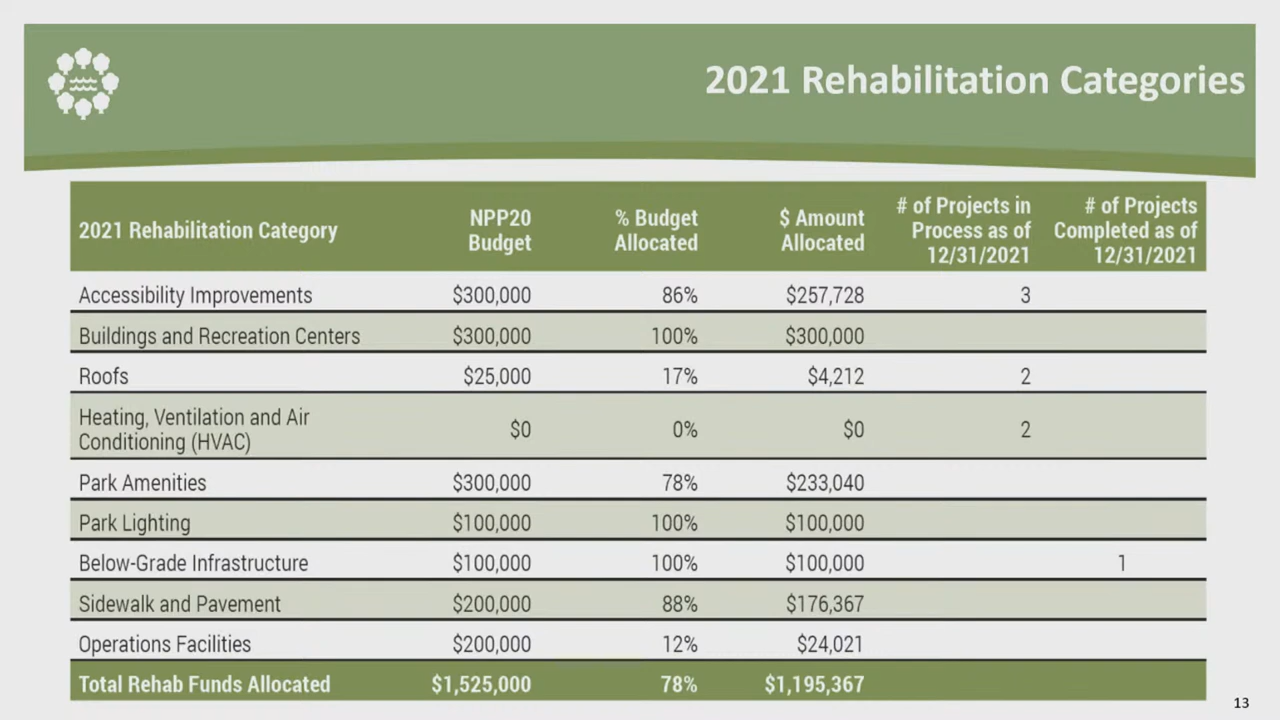 2021 Rehabilitation Categories
2021 Rehabilitation Category NPP20 Budget % Budget Allocated $ Amount Allocated # of Projects in Process as of 12/31/2021 # of Projects Completed as of 12/31/2021
Accessibility Improvements $300,000 86% $257,728 3
Buildings and Recreation Centers $300,000 100% $300,000
Roofs $25,000 17% $4,212 2
Heating, Ventilation and Air Conditioning (HVAC) $0 0% $0 2
Park Amenities $300,000 78% $233,040
Park Lighting $100,000 100% $100,000
Below-Grade Infrastructure $100,000 100% $100,000 1
Sidewalk and Pavement $200,000 88% $176,367
Operations Facilities $200,000 12% $24,021
Total Rehab Funds Allocated $1,525,000 78% $1,195,367
13